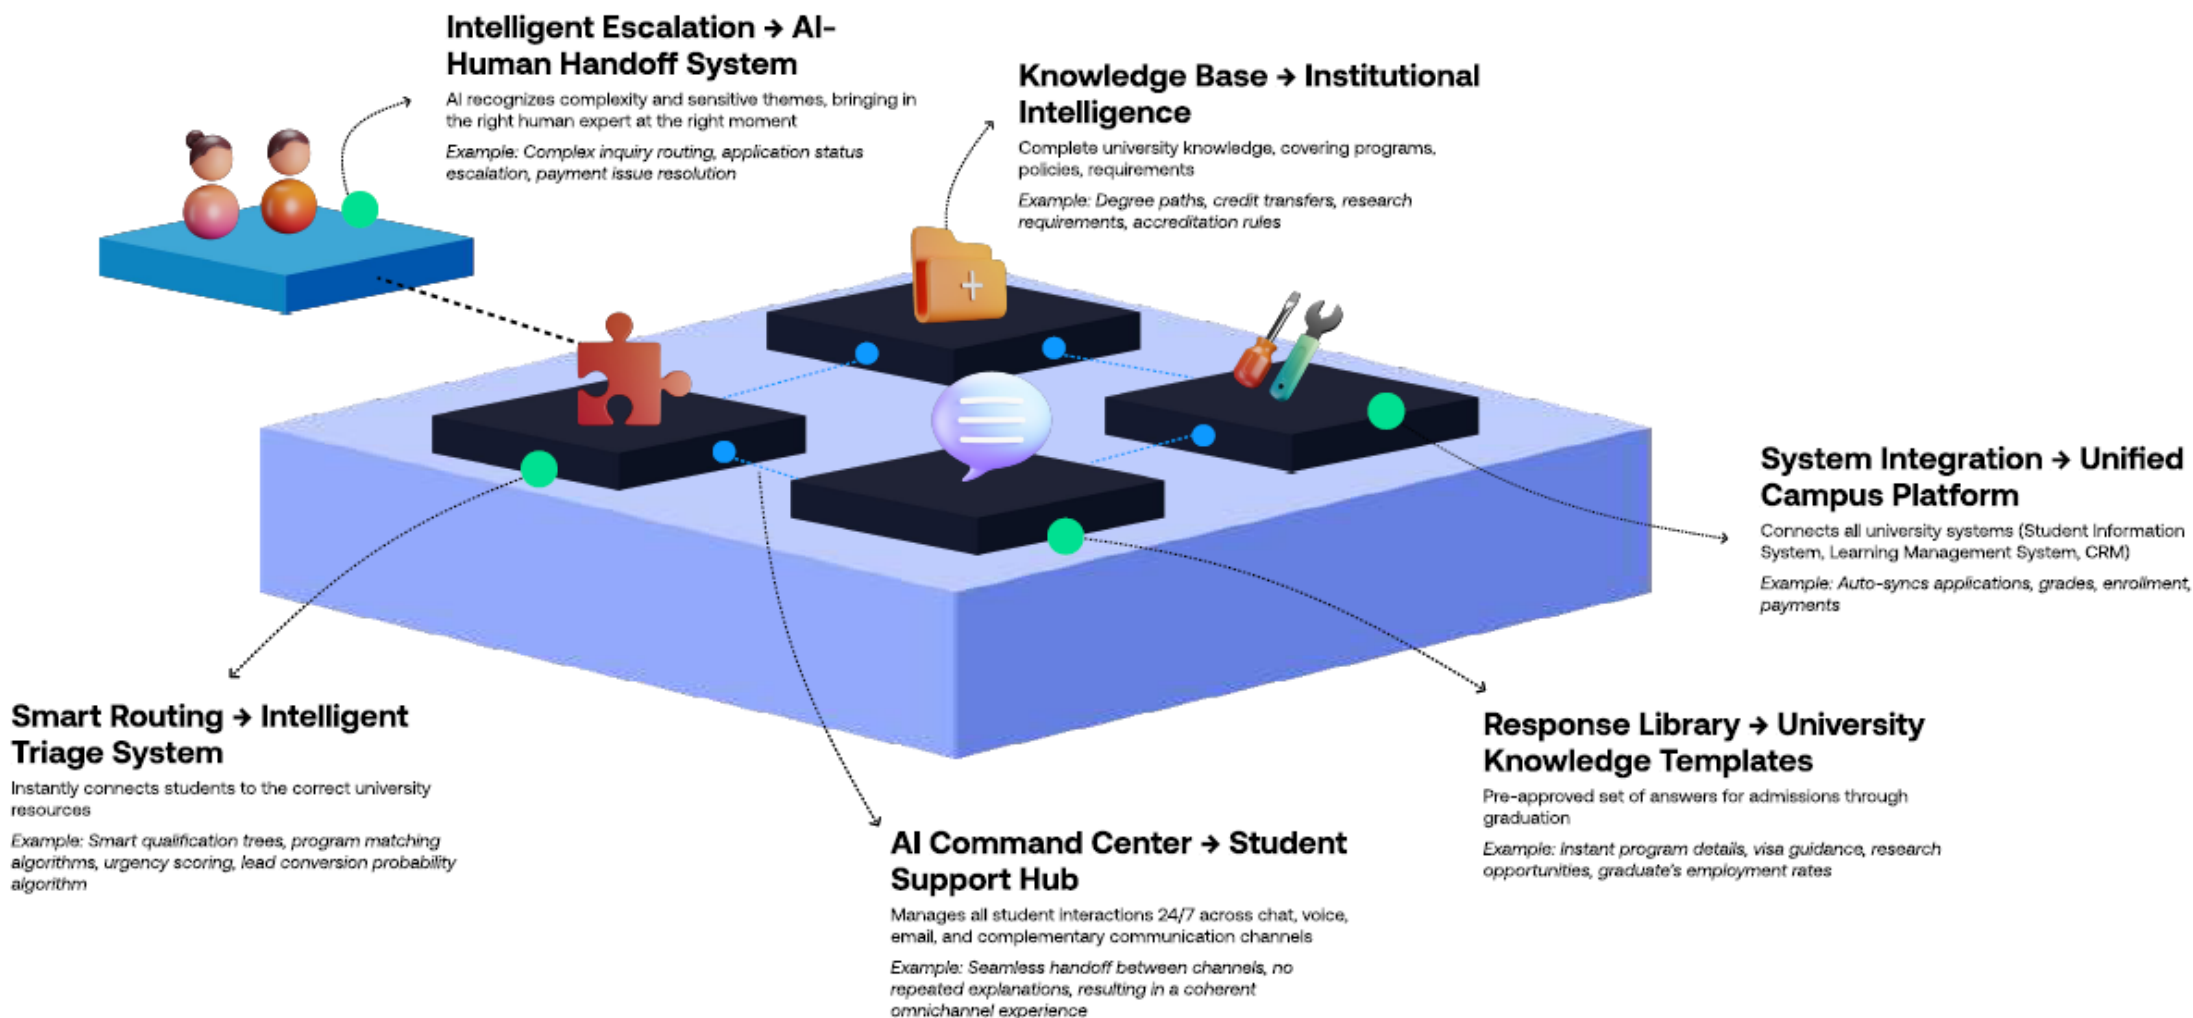 Intelligent Escalation → AI-
Human Handoff System
AI recognizes complexity and sensitive themes, bringing in
the right human expert at the right moment
Example: Complex inquiry routing, application status
escalation, payment issue resolution
Knowledge Base → Institutional
Intelligence
Complete university knowledge, covering programs,
policies, requirements
Example: Degree paths, credit transfers, research
requirements, accreditation rules
System Integration → Unified
Campus Platform
Connects all university systems (Student Information
System, Learning Management System, CRM)
Example: Auto-syncs applications, grades, enrollment,
payments
Smart Routing → Intelligent
Triage System
Instantly connects students to the correct university
resources
Example: Smart qualification trees, program matching
algorithms, urgency scoring, lead conversion probability
algorithm
Response Library → University
Knowledge Templates
Pre-approved set of answers for admissions through
graduation
Example: Instant program details, visa guidance, research
opportunities, graduate's employment rates
AI Command Center → Student
Support Hub
Manages all student interactions 24/7 across chat, voice,
email, and complementary communication channels
Example: Seamless handoff between channels, no
repeated explanations, resulting in a coherent
omnichannel experience